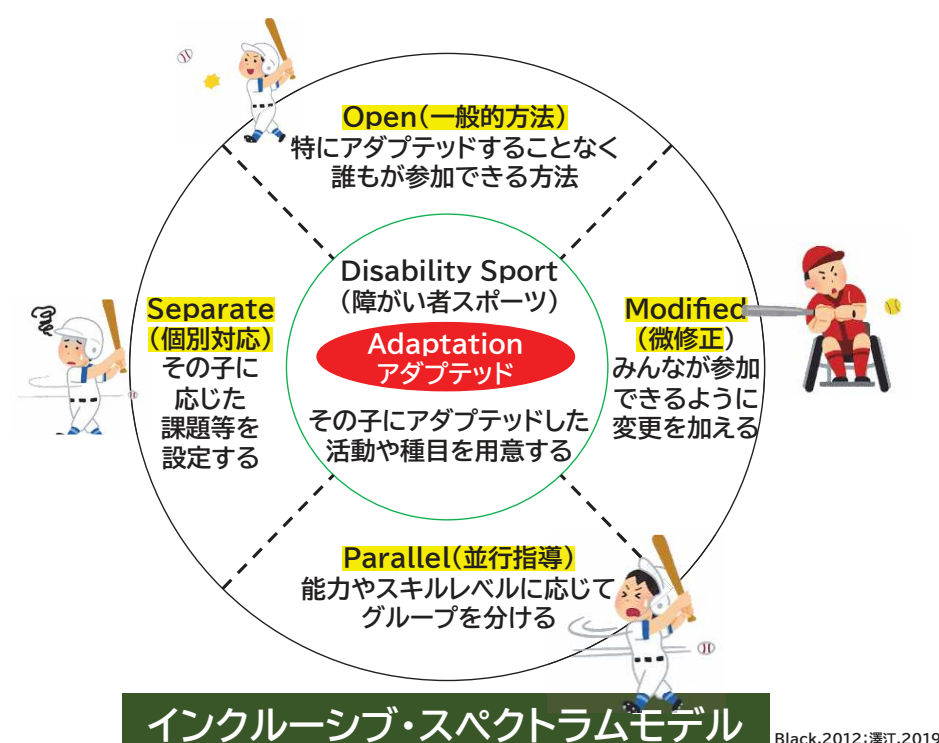 Open(一般的方法)
特にアダプテッドすることなく
誰もが参加できる方法
Disability Sport
(障がい者スポーツ)
Adaptation
アダプテッド
その子にアダプテッドした
活動や種目を用意する
Separate
(個別対応)
その子に
応じた
課題等を
設定する
Modified
(微修正)
みんなが参加
できるように
変更を加える
Parallel(並行指導)
能力やスキルレベルに応じて
グループを分ける
インクルーシブ・スペクトラムモデル
Black,2012;澤江,2019